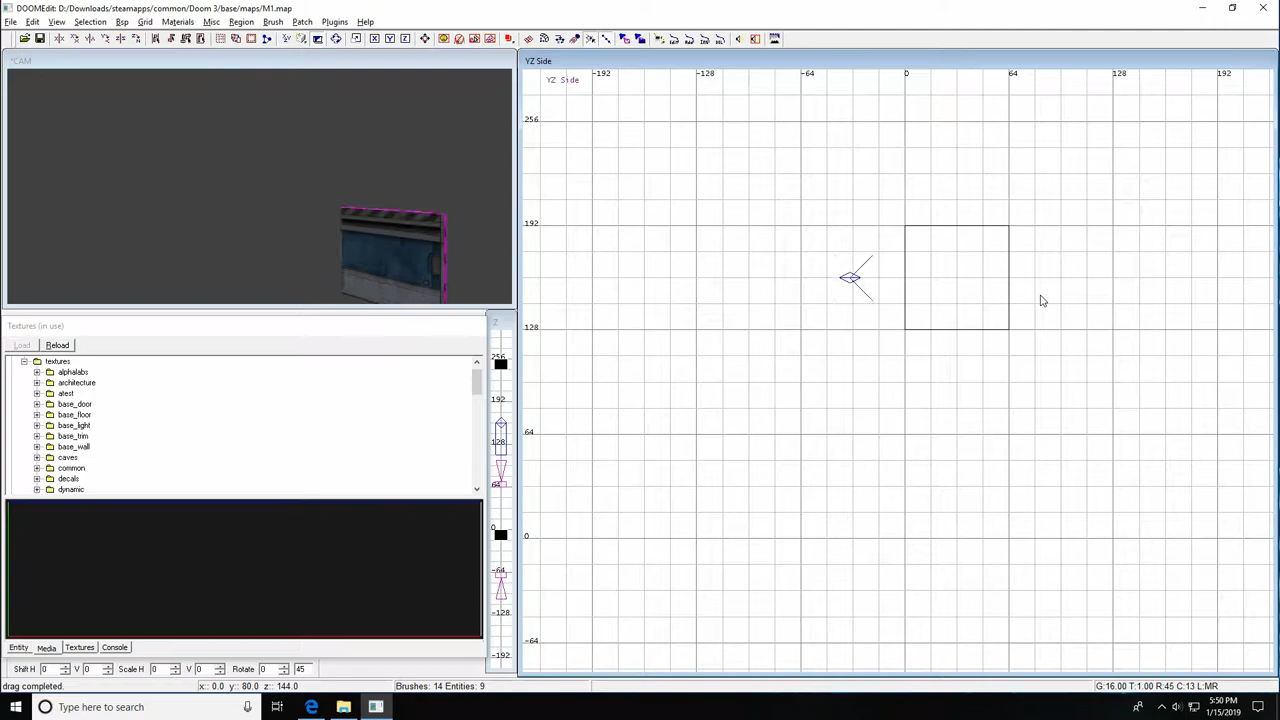 DOOMEdit: D:/Downloads/steamapps/common/Doom 3/base/maps/M1.map
File Edit View Selection Bsp Grid Materials Misc Region Brush Patch Plugins Help
*CAM
YZ Side
YZ Side
-192 -128 -64 0 64 128 192
256
192
128
64
0
-64
Textures (in use)
Load Reload
textures
alphalabs
architecture
atest
base_door
base_floor
base_light
base_trim
base_wall
caves
common
decals
dynamic
Z
256
192
128
64
0
-64
-128
-192
Entity Media Textures Console
Shift H 0 V 0 Scale H 0 V 0 Rotate 0 45
drag completed. x:: 0.0 y:: 80.0 z:: 144.0 Brushes: 14 Entities: 9 G:16.00 T:1.00 R:45 C:13 L:MR
Type here to search
5:50 PM
1/15/2019